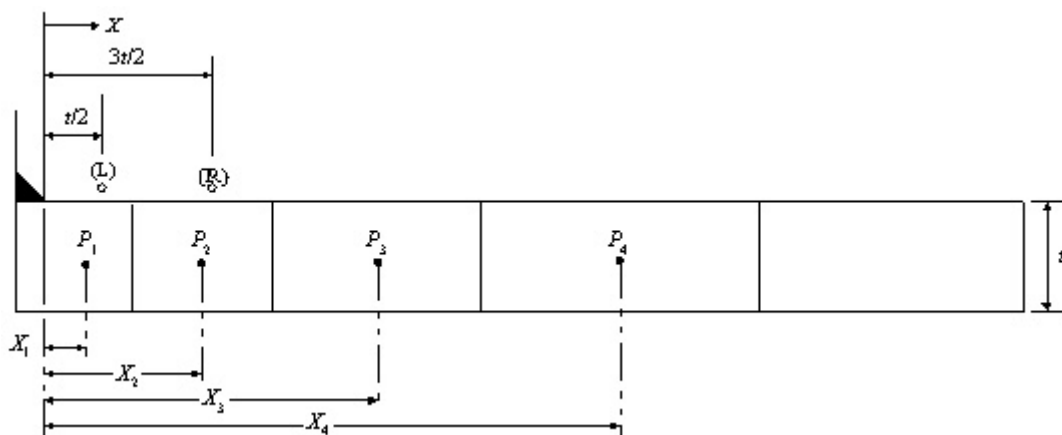 X
3t/2
t/2
(L)
(R)
P₁ P₂ P₃ P₄
t
X₁
X₂
X₃
X₄